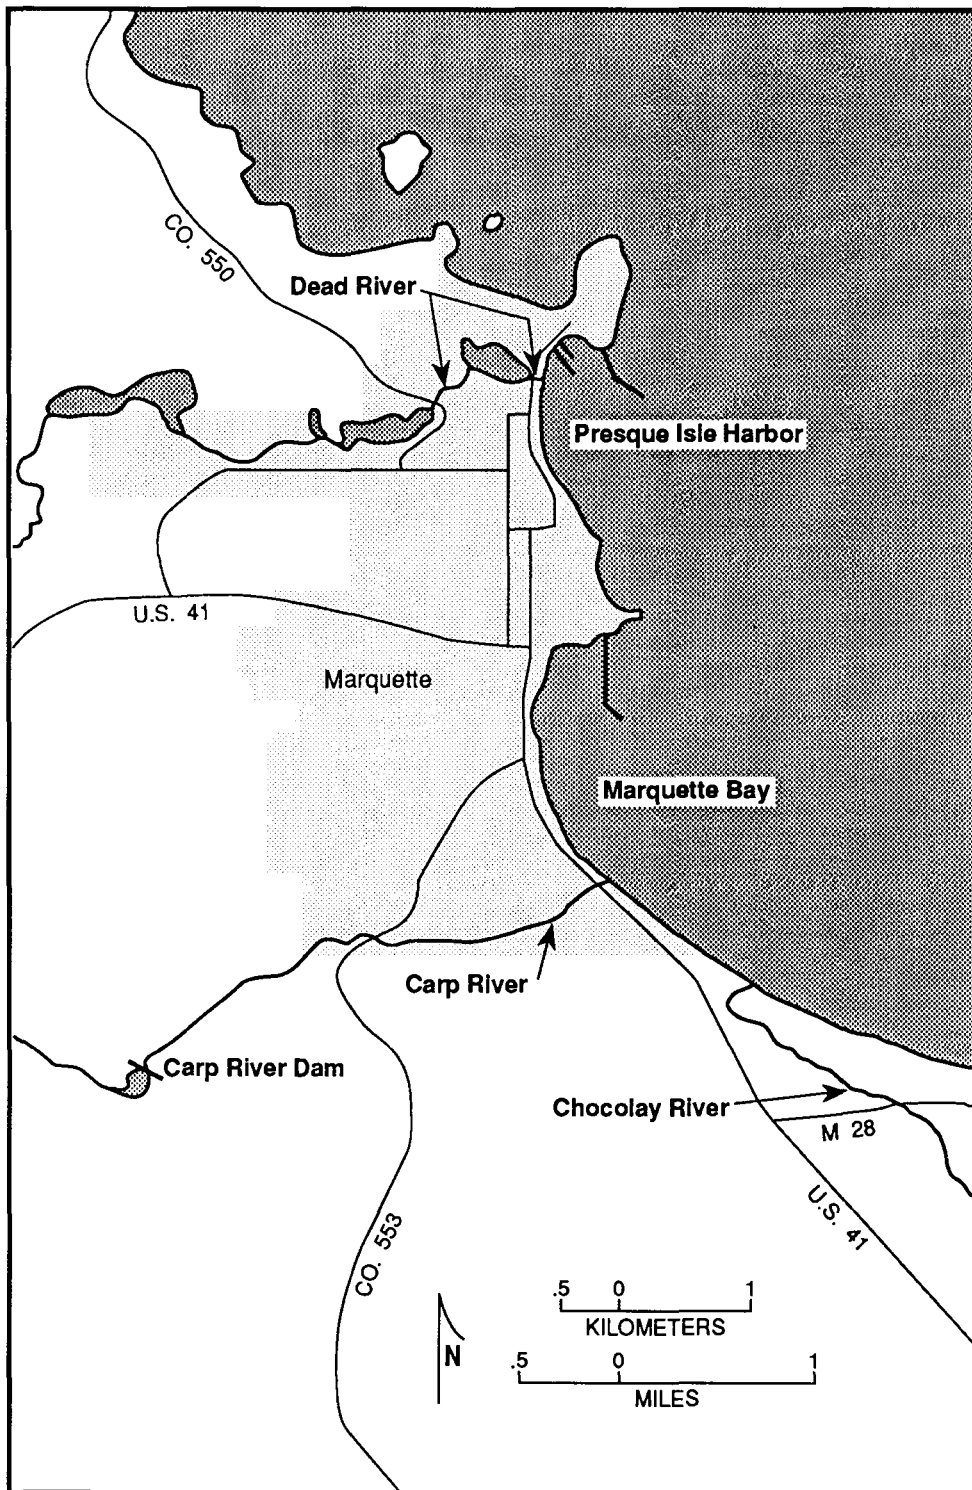 CO. 550
Dead River
Presque Isle Harbor
U.S. 41
Marquette
Marquette Bay
Carp River
Carp River Dam
Chocolay River
M 28
U.S. 41
CO. 553
.5 0 1
KILOMETERS
N
.5 0 1
MILES